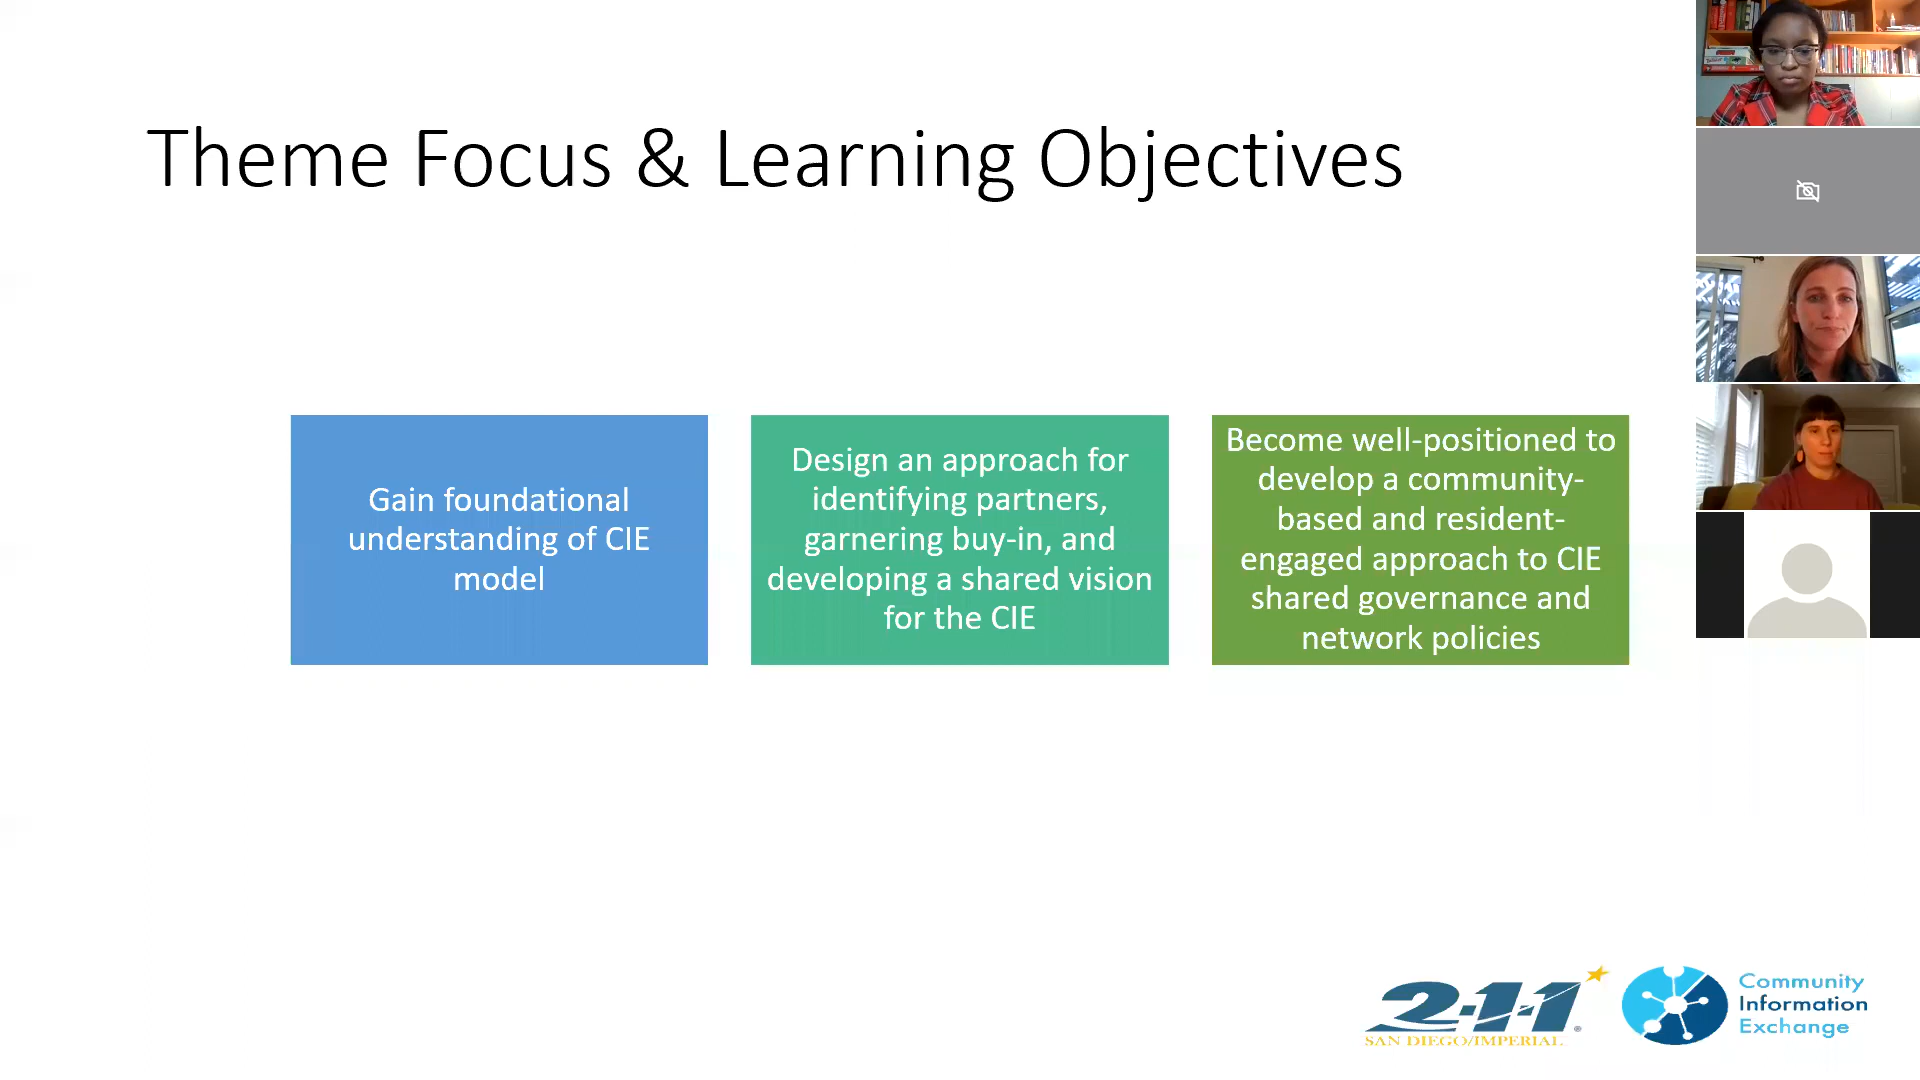 Theme Focus & Learning Objectives
Gain foundational
understanding of CIE
model
Design an approach for
identifying partners,
garnering buy-in, and
developing a shared vision
for the CIE
Become well-positioned to
develop a community-
based and resident-
engaged approach to CIE
shared governance and
network policies
2-1-1®
SAN DIEGO/IMPERIAL
Community
Information
Exchange